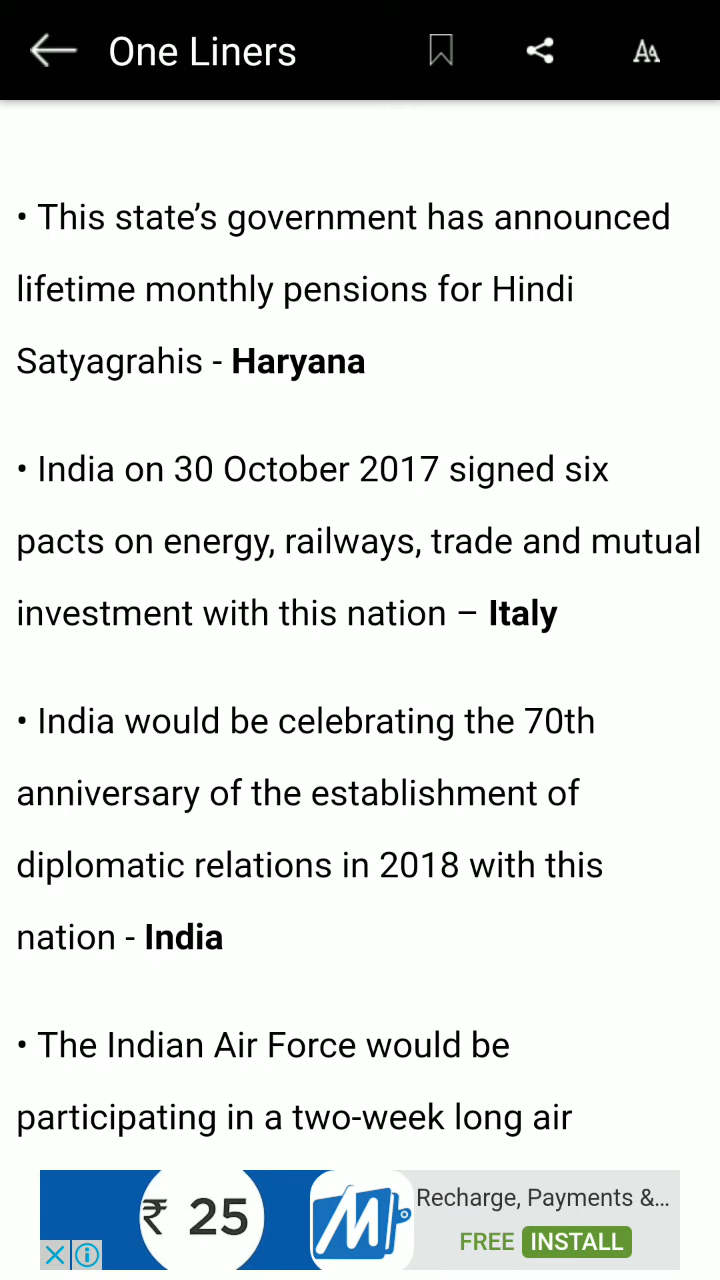 One Liners
• This state’s government has announced
lifetime monthly pensions for Hindi
Satyagrahis - Haryana
• India on 30 October 2017 signed six
pacts on energy, railways, trade and mutual
investment with this nation – Italy
• India would be celebrating the 70th
anniversary of the establishment of
diplomatic relations in 2018 with this
nation - India
• The Indian Air Force would be
participating in a two-week long air
₹ 25
Recharge, Payments &...
FREE INSTALL